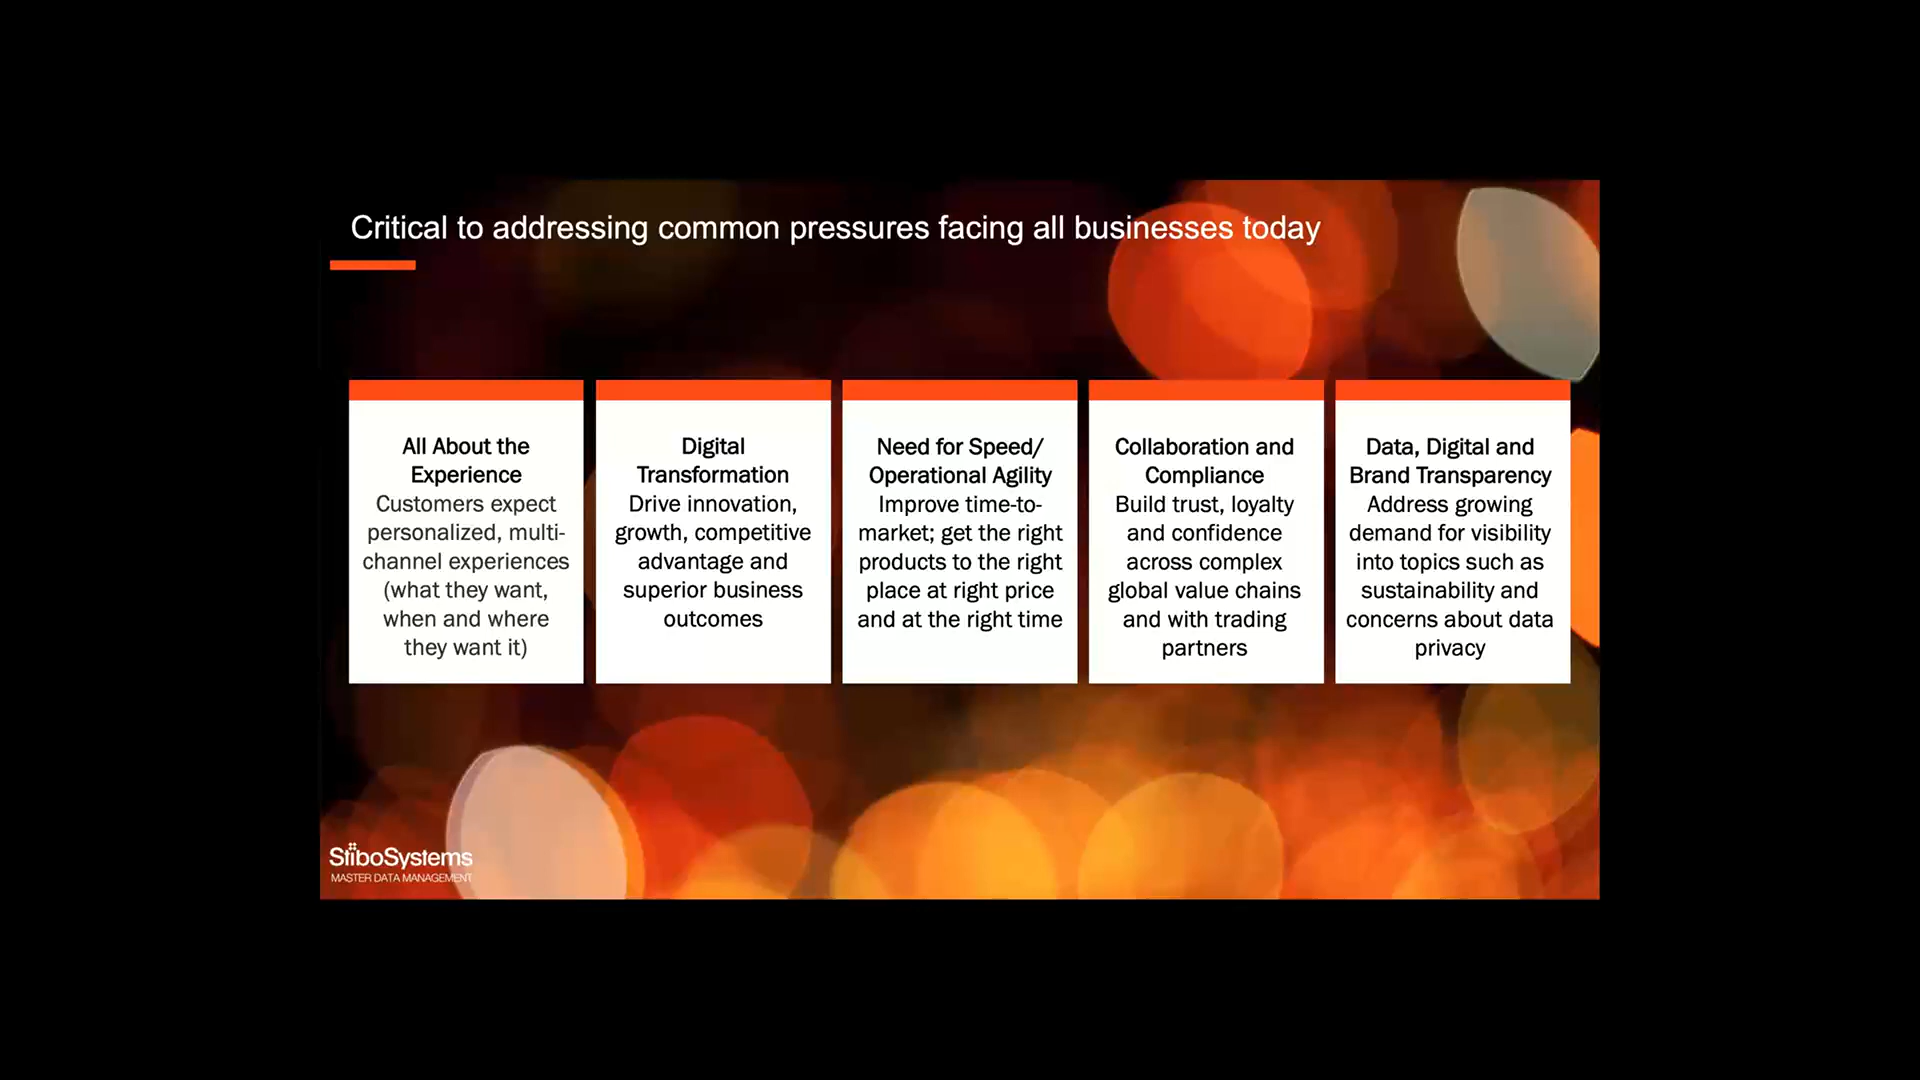 Critical to addressing common pressures facing all businesses today
All About the
Experience
Customers expect
personalized, multi-
channel experiences
(what they want,
when and where
they want it)
Digital
Transformation
Drive innovation,
growth, competitive
advantage and
superior business
outcomes
Need for Speed/
Operational Agility
Improve time-to-
market; get the right
products to the right
place at right price
and at the right time
Collaboration and
Compliance
Build trust, loyalty
and confidence
across complex
global value chains
and with trading
partners
Data, Digital and
Brand Transparency
Address growing
demand for visibility
into topics such as
sustainability and
concerns about data
privacy
StiboSystems
MASTER DATA MANAGEMENT